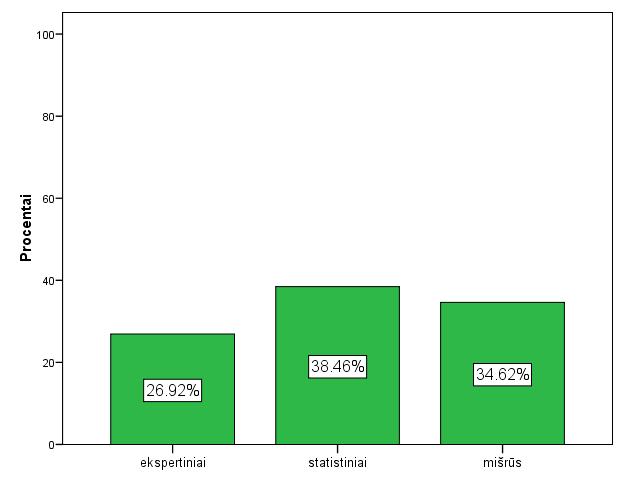 Procentai
100
80
60
40
20
0
26.92%
38.46%
34.62%
ekspertiniai
statistiniai
mišrūs